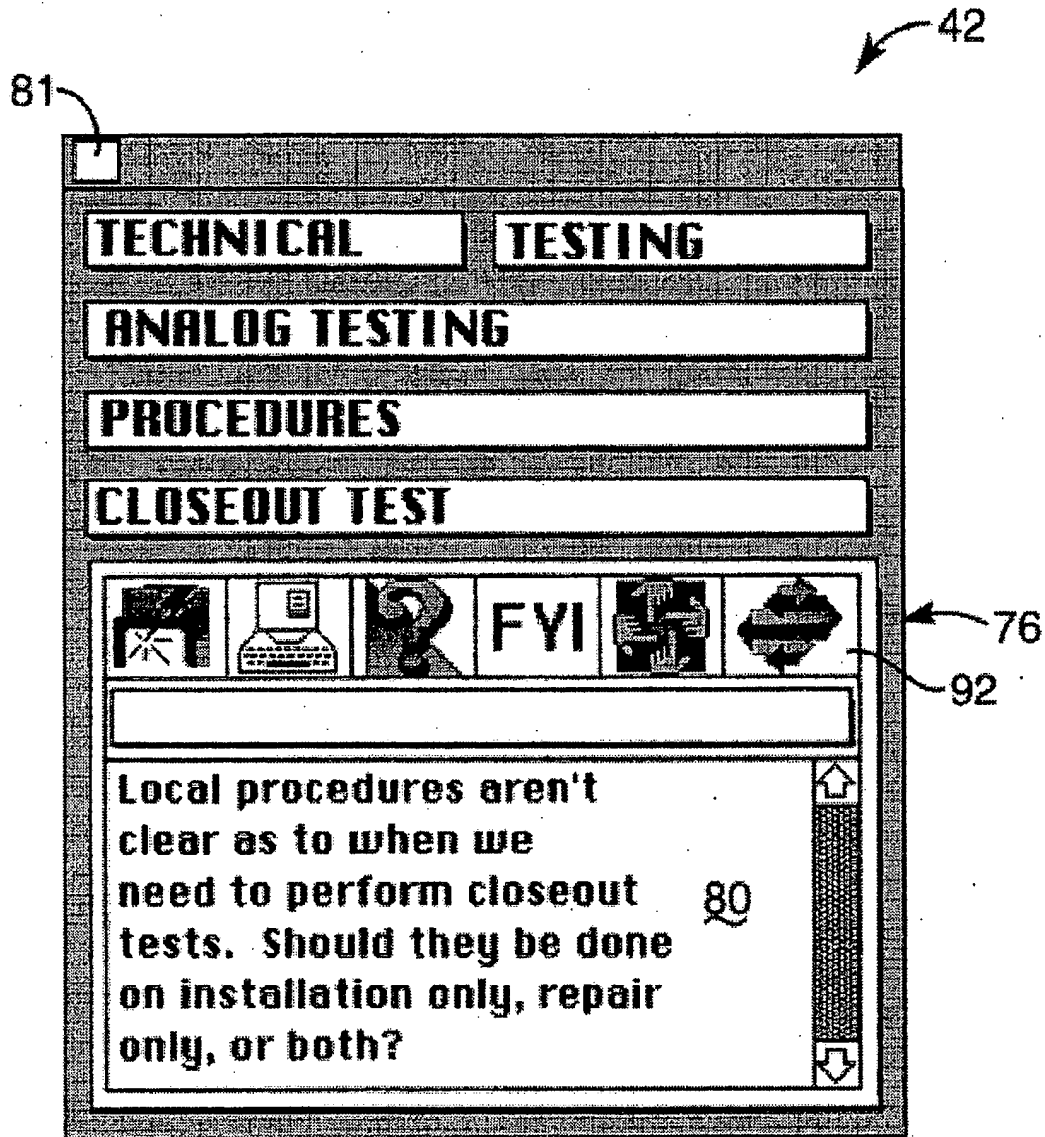 42
81
TECHNICAL TESTING
ANALOG TESTING
PROCEDURES
CLOSEOUT TEST
FYI
76
92
Local procedures aren't
clear as to when we
need to perform closeout
80
tests. Should they be done
on installation only, repair
only, or both?